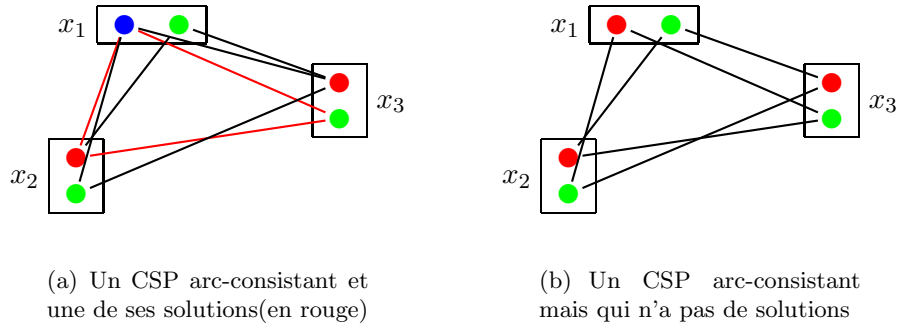 x1
x3
x2
(a) Un CSP arc-consistant et
une de ses solutions(en rouge)
x1
x3
x2
(b) Un CSP arc-consistant
mais qui n'a pas de solutions